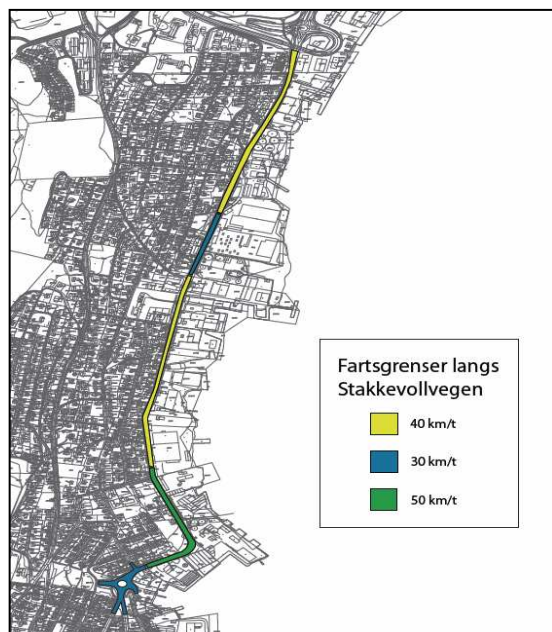 Fartsgrenser langs
Stakkevollvegen
40 km/t
30 km/t
50 km/t